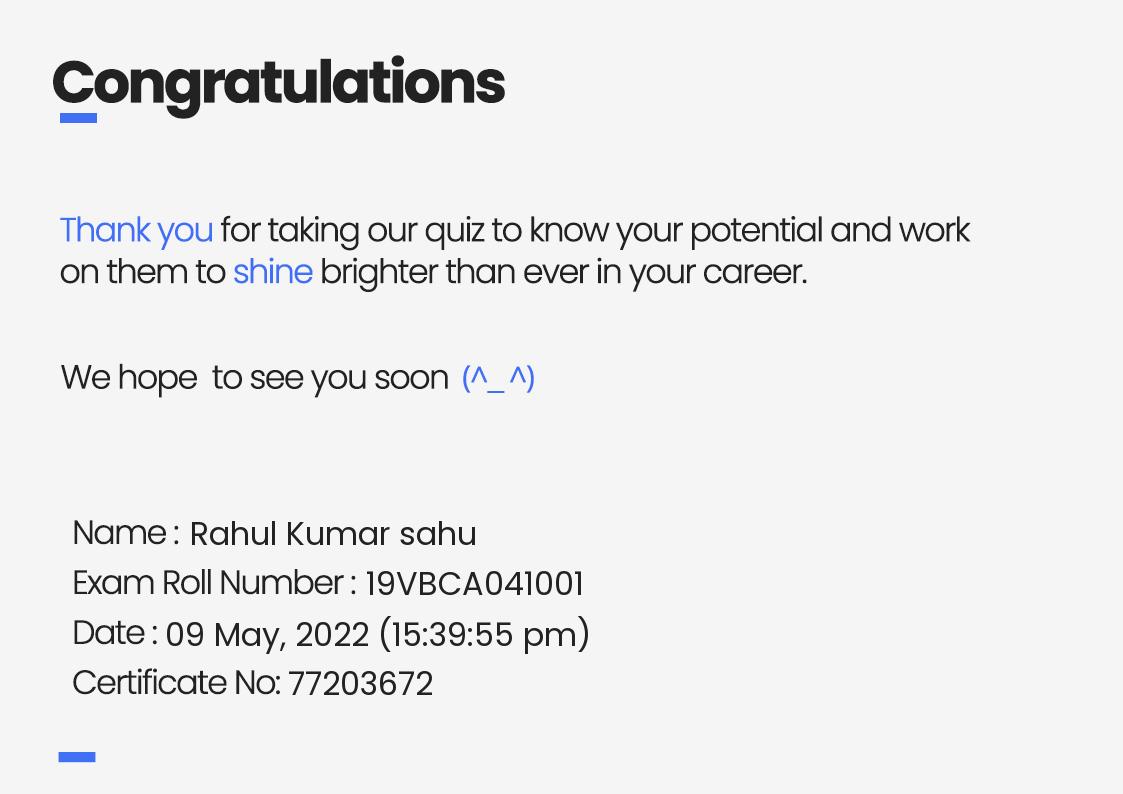 Congratulations
Thank you for taking our quiz to know your potential and work
on them to shine brighter than ever in your career.
We hope  to see you soon (^_^)
Name : Rahul Kumar sahu
Exam Roll Number : 19VBCA041001
Date : 09 May, 2022 (15:39:55 pm)
Certificate No: 77203672